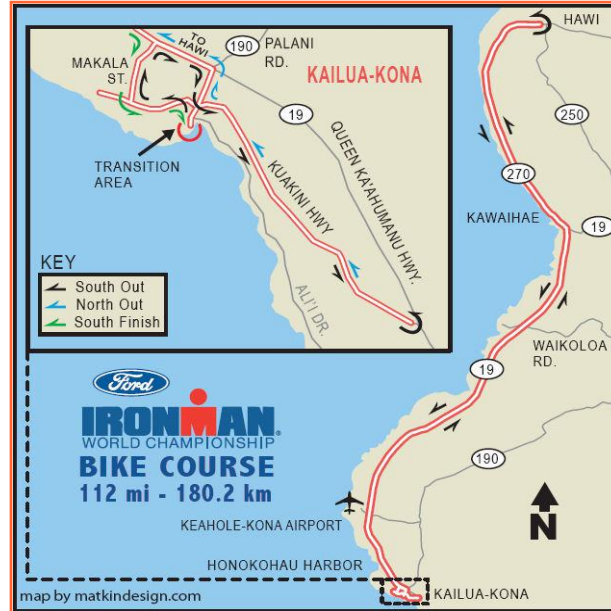 TO
HAWI
190
PALANI
RD.
MAKALA
ST.
KAILUA-KONA
19
TRANSITION
AREA
KUAKINI HWY
QUEEN KA'AHUMANU HWY.
ALI'I DR.
KEY
South Out
North Out
South Finish
HAWI
250
270
KAWAIHAE
19
WAIKOLOA
RD.
19
190
Ford
IRONMAN
WORLD CHAMPIONSHIP®
BIKE COURSE
112 mi - 180.2 km
KEAHOLE-KONA AIRPORT
N
HONOKOHAU HARBOR
KAILUA-KONA
map by matkindesign.com